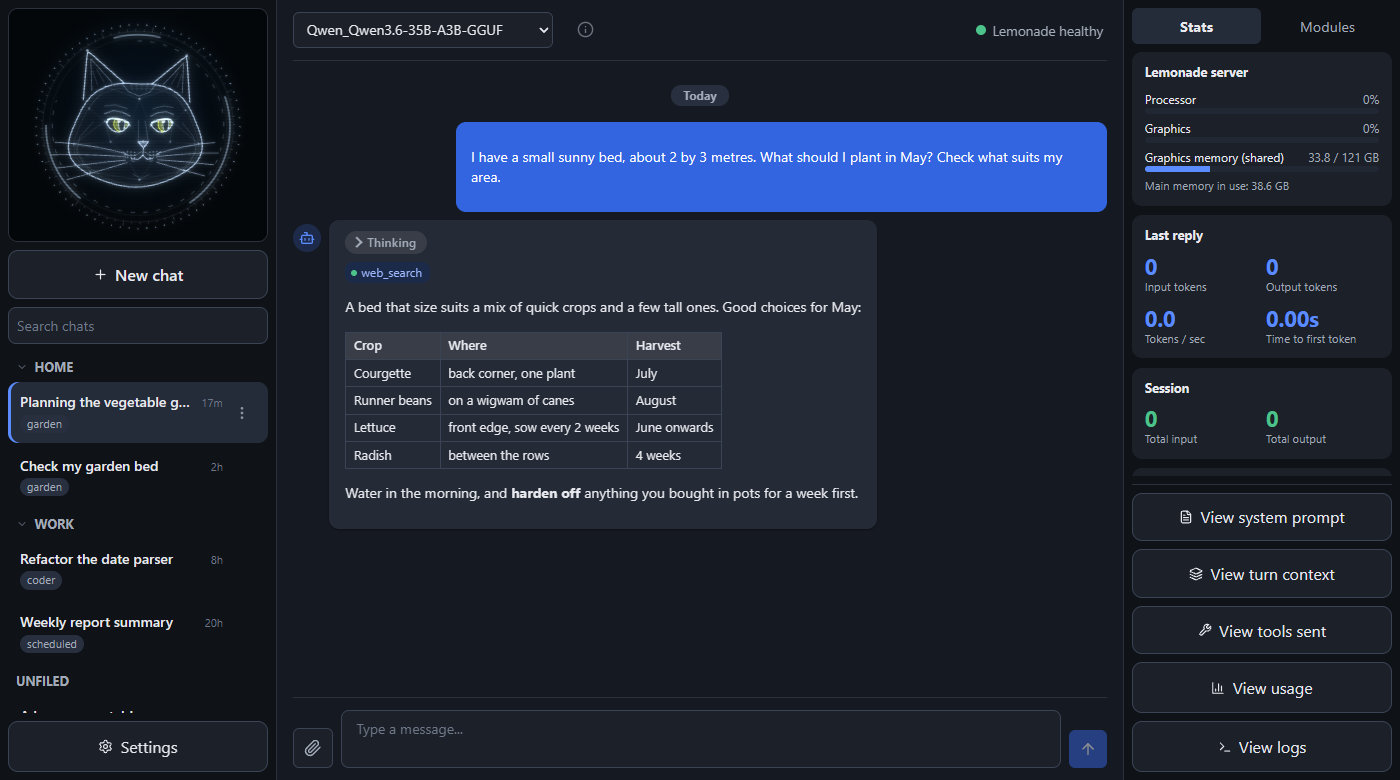 New chat
Search chats
HOME
Planning the vegetable g... 17m
garden
Check my garden bed 2h
garden
WORK
Refactor the date parser 8h
coder
Weekly report summary 20h
scheduled
UNFILED
Settings
Qwen_Qwen3.6-35B-A3B-GGUF
Lemonade healthy
Today
I have a small sunny bed, about 2 by 3 metres. What should I plant in May? Check what suits my
area.
Thinking
web_search
A bed that size suits a mix of quick crops and a few tall ones. Good choices for May:
Crop Where Harvest
Courgette back corner, one plant July
Runner beans on a wigwam of canes August
Lettuce front edge, sow every 2 weeks June onwards
Radish between the rows 4 weeks
Water in the morning, and harden off anything you bought in pots for a week first.
Type a message...
Stats Modules
Lemonade server
Processor 0%
Graphics 0%
Graphics memory (shared) 33.8 / 121 GB
Main memory in use: 38.6 GB
Last reply
0 0
Input tokens Output tokens
0.0 0.00s
Tokens / sec Time to first token
Session
0 0
Total input Total output
View system prompt
View turn context
View tools sent
View usage
View logs